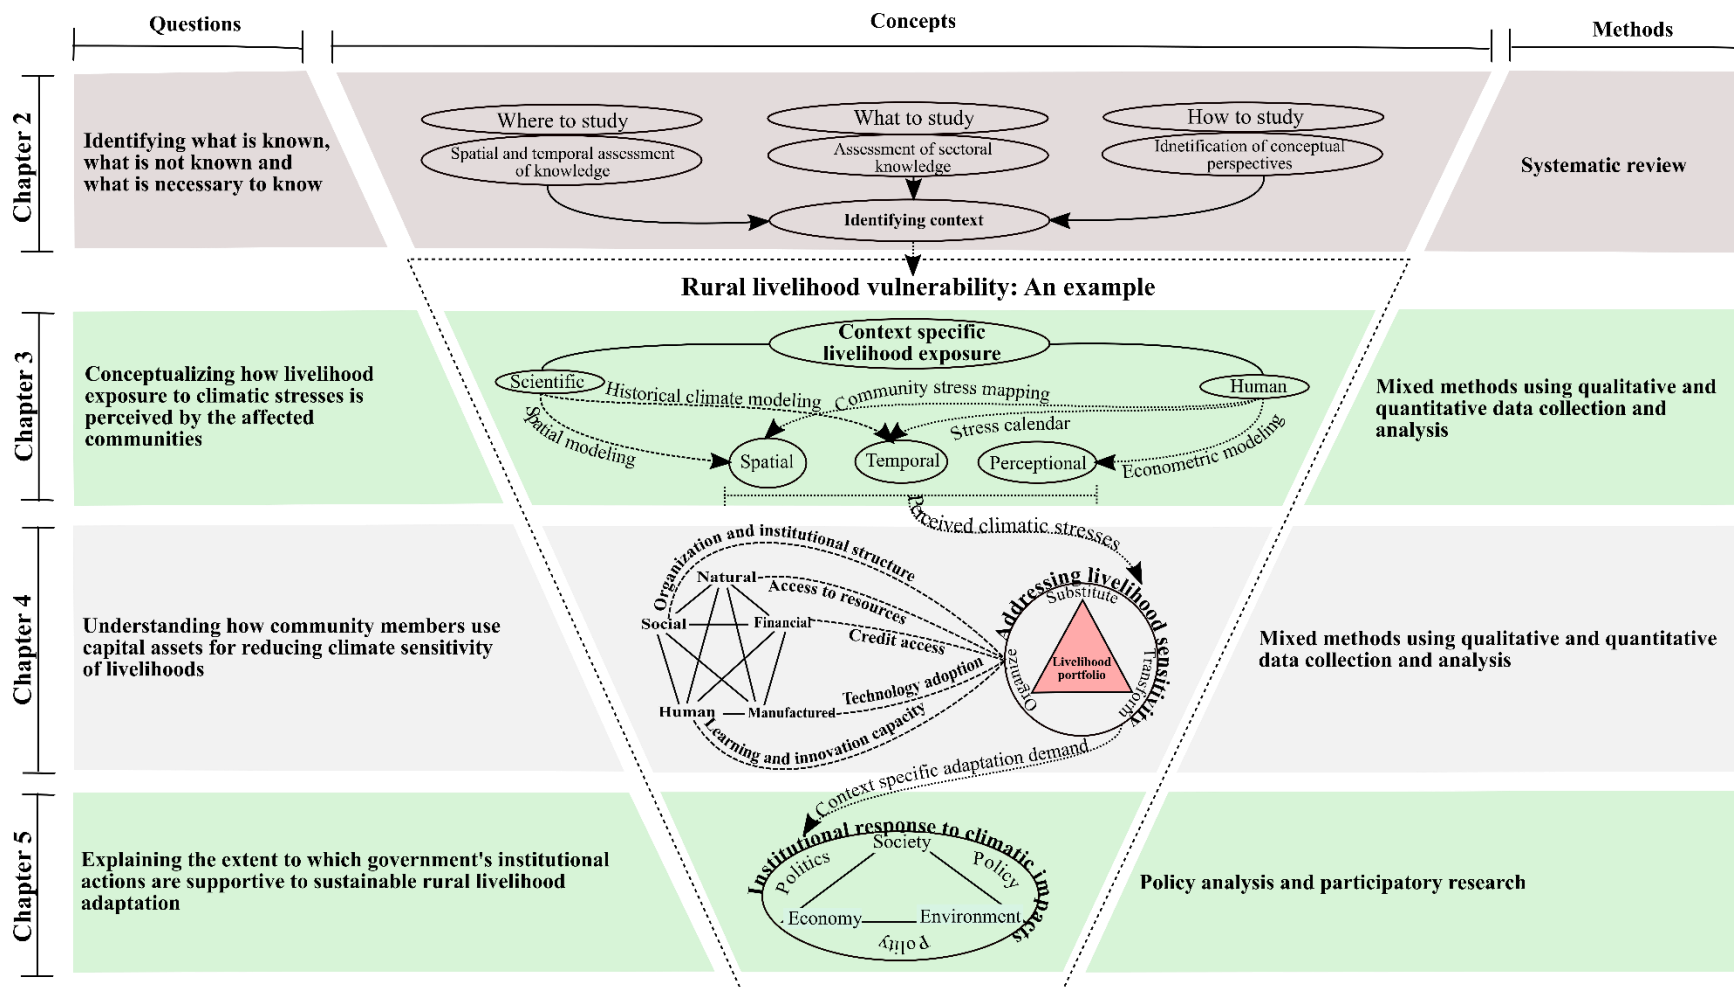 Questions
Concepts
Methods
Chapter 2
Identifying what is known,
what is not known and
what is necessary to know
Where to study
Spatial and temporal assessment
of knowledge
What to study
Assessment of sectoral
knowledge
How to study
Idnetification of conceptual
perspectives
Identifying context
Systematic review
Rural livelihood vulnerability: An example
Chapter 3
Conceptualizing how livelihood
exposure to climatic stresses is
perceived by the affected
communities
Context specific
livelihood exposure
Scientific
Human
Historical climate modeling
Community stress mapping
Spatial modeling
Stress calendar
Econometric modeling
Spatial
Temporal
Perceptional
Mixed methods using qualitative and
quantitative data collection and
analysis
Perceived climatic stresses
Chapter 4
Understanding how community members use
capital assets for reducing climate sensitivity
of livelihoods
Organization and institutional structure
Natural
Access to resources
Social
Financial
Credit access
Technology adoption
Human
Manufactured
Learning and innovation capacity
Addressing livelihood sensitivity
Substitute
Organize
Transform
Livelihood
portfolio
Mixed methods using qualitative and quantitative
data collection and analysis
Context specific adaptation demand
Chapter 5
Explaining the extent to which government's institutional
actions are supportive to sustainable rural livelihood
adaptation
Institutional response to climatic impacts
Society
Politics
Policy
Economy
Environment
Polity
Policy analysis and participatory research